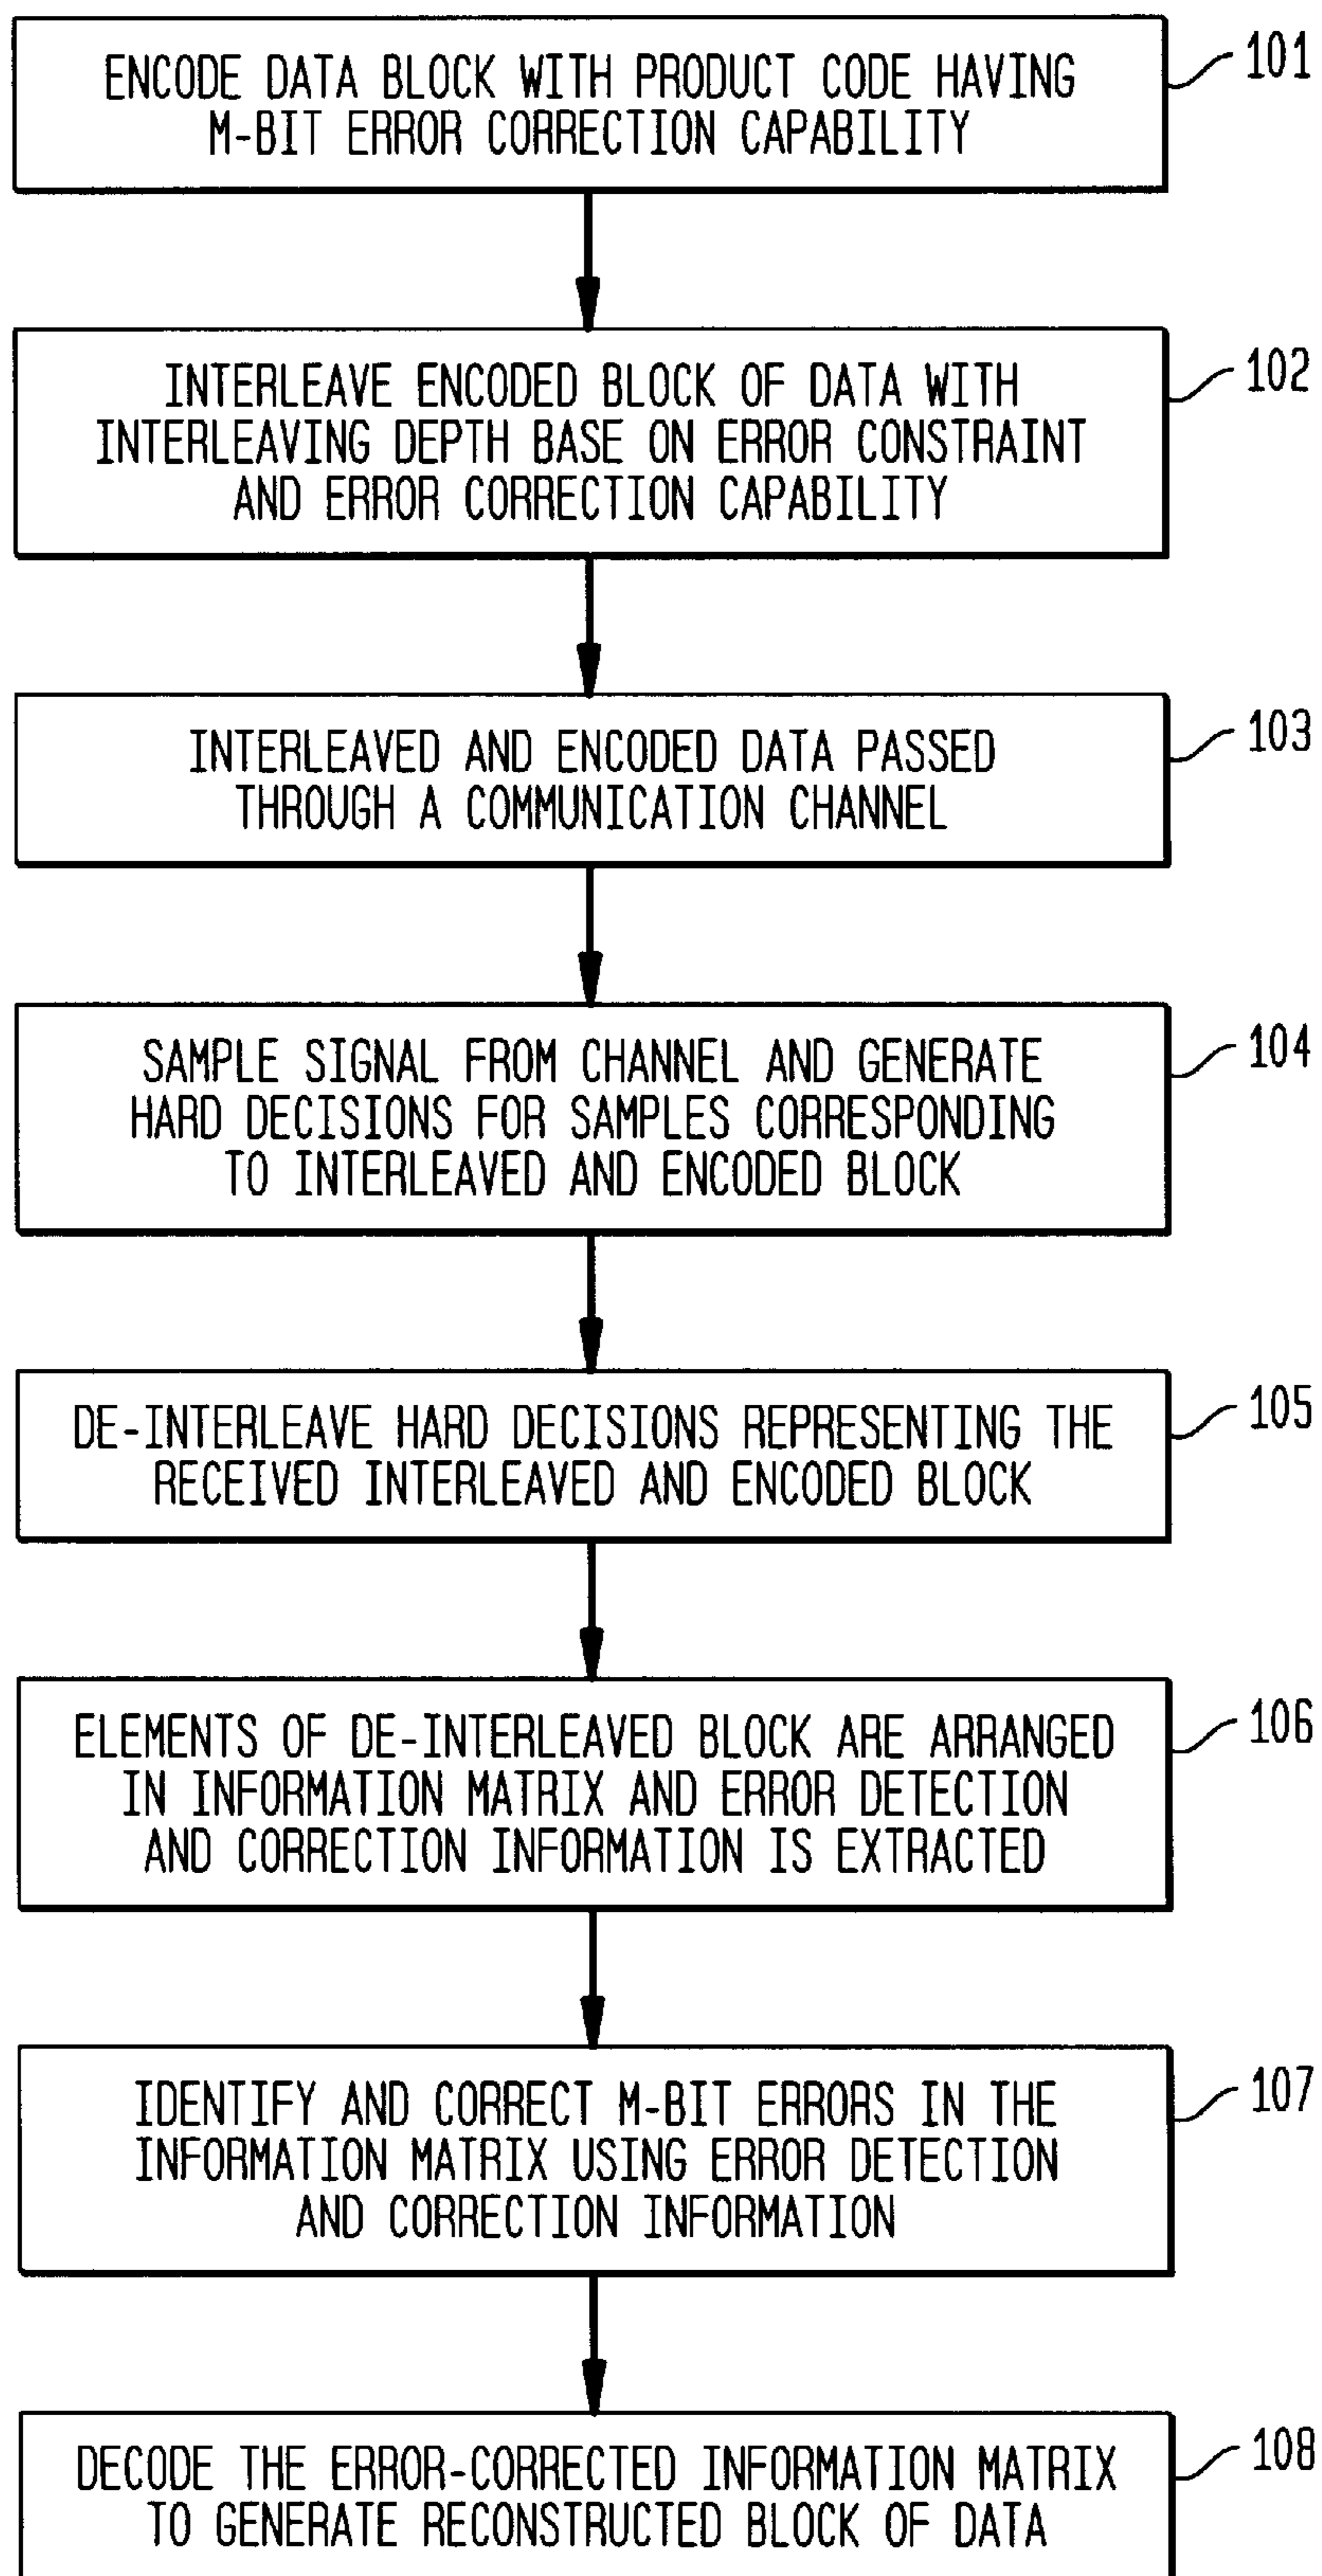 ENCODE DATA BLOCK WITH PRODUCT CODE HAVING
M-BIT ERROR CORRECTION CAPABILITY
101
INTERLEAVE ENCODED BLOCK OF DATA WITH
INTERLEAVING DEPTH BASE ON ERROR CONSTRAINT
AND ERROR CORRECTION CAPABILITY
102
INTERLEAVED AND ENCODED DATA PASSED
THROUGH A COMMUNICATION CHANNEL
103
SAMPLE SIGNAL FROM CHANNEL AND GENERATE
HARD DECISIONS FOR SAMPLES CORRESPONDING
TO INTERLEAVED AND ENCODED BLOCK
104
DE-INTERLEAVE HARD DECISIONS REPRESENTING THE
RECEIVED INTERLEAVED AND ENCODED BLOCK
105
ELEMENTS OF DE-INTERLEAVED BLOCK ARE ARRANGED
IN INFORMATION MATRIX AND ERROR DETECTION
AND CORRECTION INFORMATION IS EXTRACTED
106
IDENTIFY AND CORRECT M-BIT ERRORS IN THE
INFORMATION MATRIX USING ERROR DETECTION
AND CORRECTION INFORMATION
107
DECODE THE ERROR-CORRECTED INFORMATION MATRIX
TO GENERATE RECONSTRUCTED BLOCK OF DATA
108